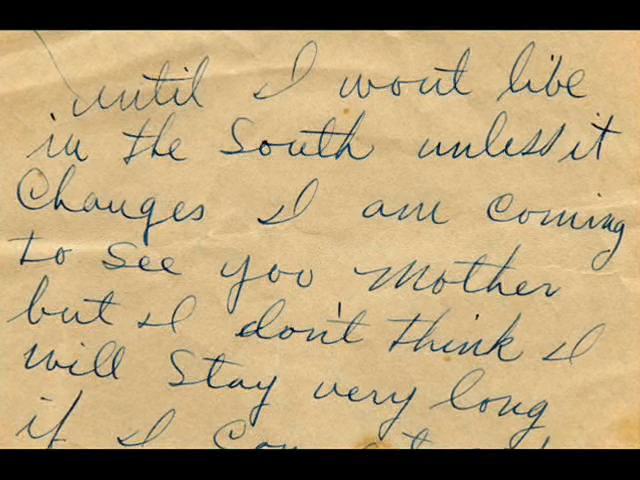 until I wont live
in the South unless it
Changes I am coming
to see you Mother
but I don't think I
will Stay very long
if I